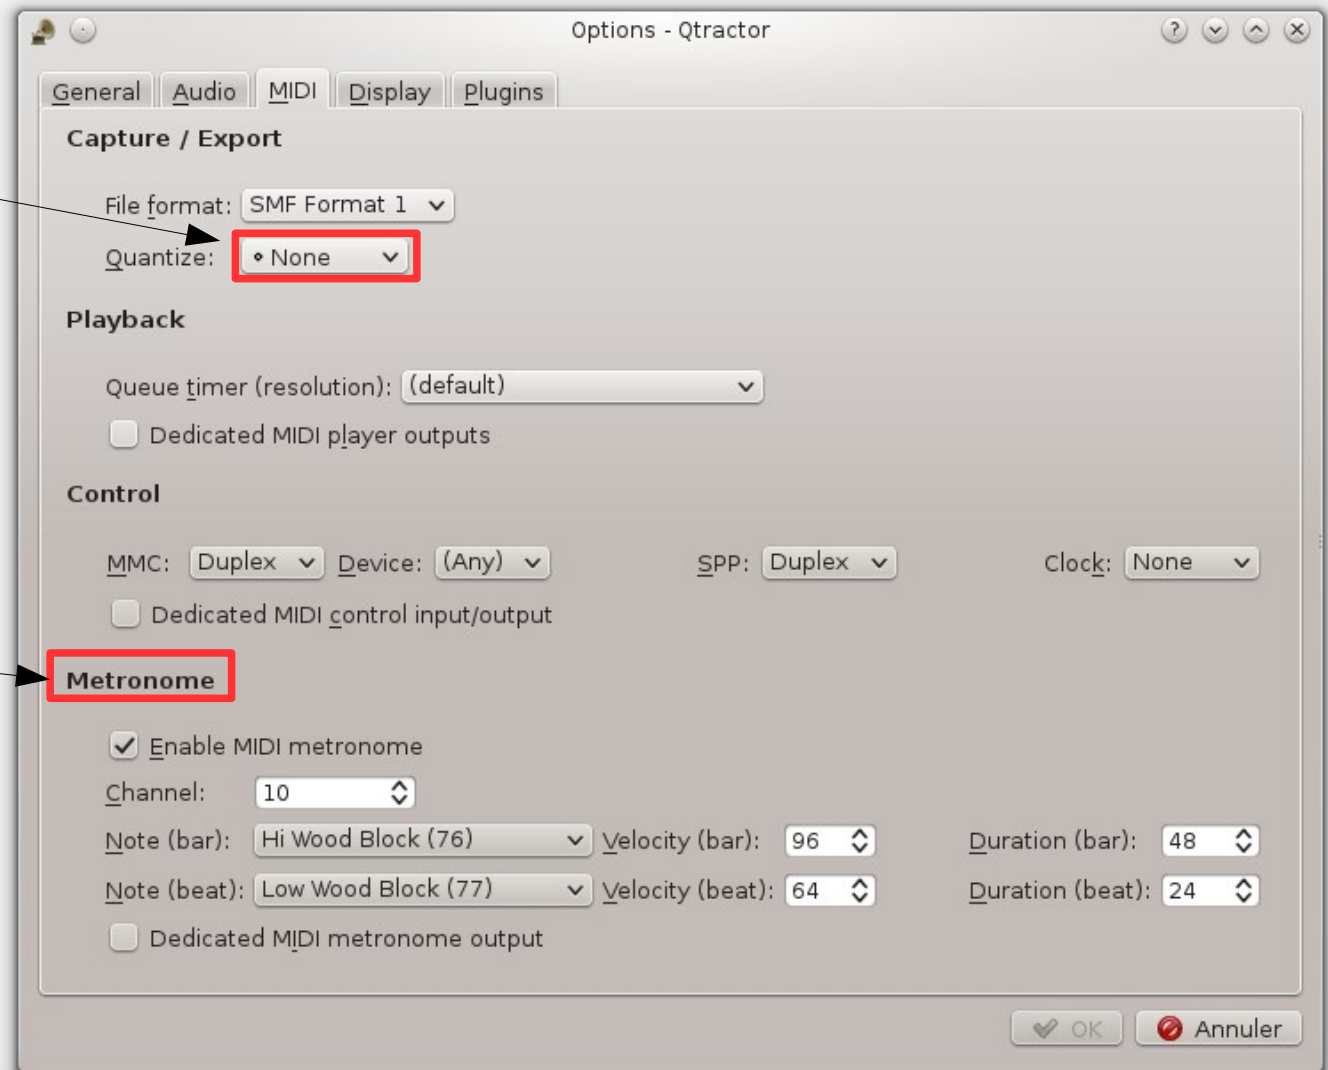 Options - Qtractor
General Audio MIDI Display Plugins
Capture / Export
File format: SMF Format 1
Quantize: None
Playback
Queue timer (resolution): (default)
Dedicated MIDI player outputs
Control
MMC: Duplex Device: (Any) SPP: Duplex Clock: None
Dedicated MIDI control input/output
Metronome
Enable MIDI metronome
Channel: 10
Note (bar): Hi Wood Block (76) Velocity (bar): 96 Duration (bar): 48
Note (beat): Low Wood Block (77) Velocity (beat): 64 Duration (beat): 24
Dedicated MIDI metronome output
OK Annuler